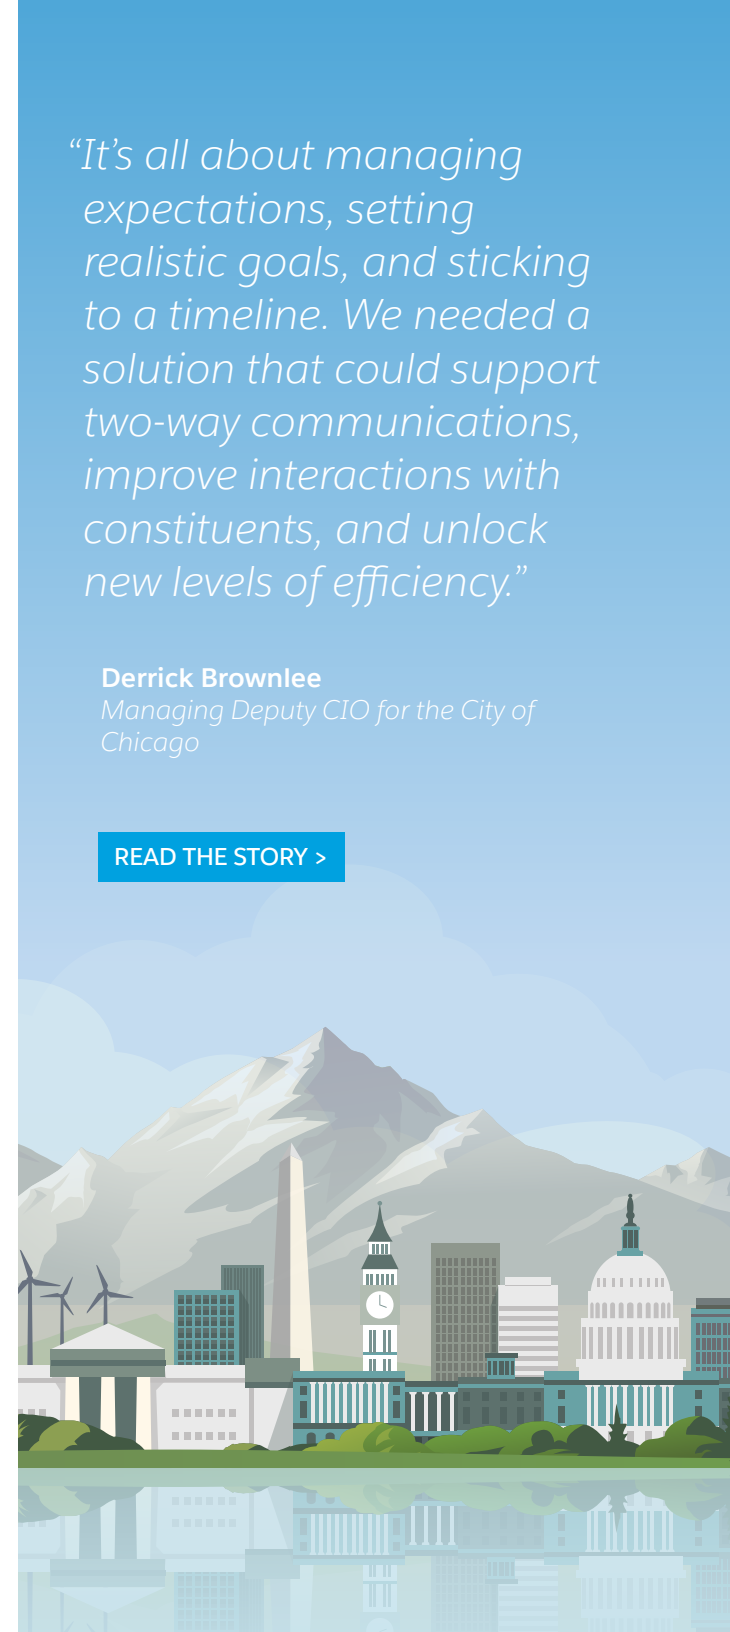 “It’s all about managing
expectations, setting
realistic goals, and sticking
to a timeline. We needed a
solution that could support
two-way communications,
improve interactions with
constituents, and unlock
new levels of efficiency.”
Derrick Brownlee
Managing Deputy CIO for the City of
Chicago
READ THE STORY >